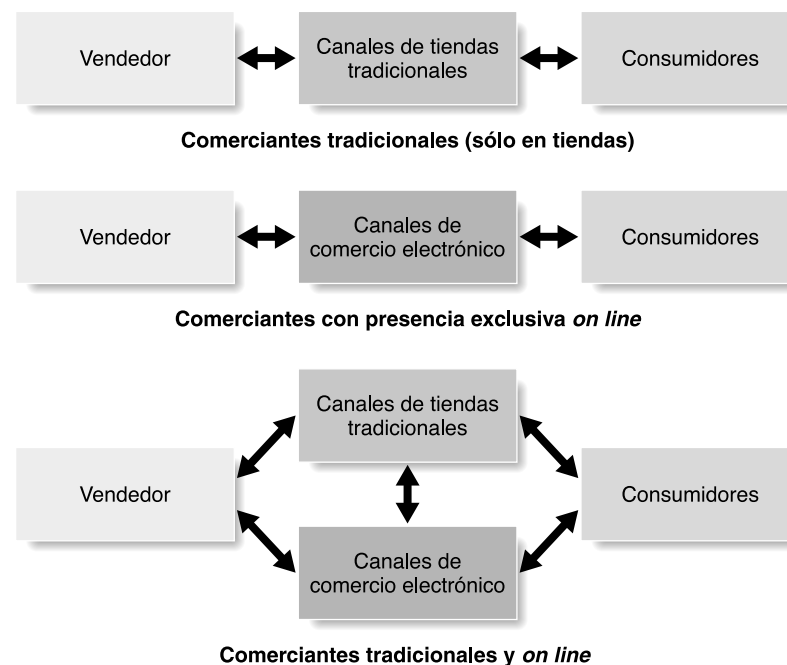 Vendedor
Canales de tiendas
tradicionales
Consumidores
Comerciantes tradicionales (sólo en tiendas)
Vendedor
Canales de
comercio electrónico
Consumidores
Comerciantes con presencia exclusiva on line
Canales de tiendas
tradicionales
Vendedor
Consumidores
Canales de
comercio electrónico
Comerciantes tradicionales y on line